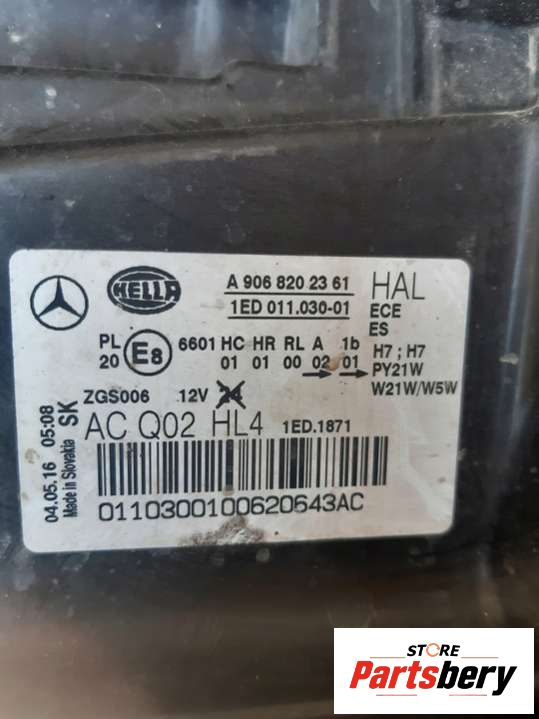 HELLA
A 906 820 2361
1ED 011.030-01
HAL
ECE
ES
PL
20
E8
6601 HC HR RL A 1b
01 01 00 02 01
H7 ; H7
PY21W
W21W/W5W
ZGS006 12V 24
AC Q02 HL4 1ED.1871
04.05.16 05:08
Made in Slovakia SK
0110300100620643AC
STORE
Partsbery